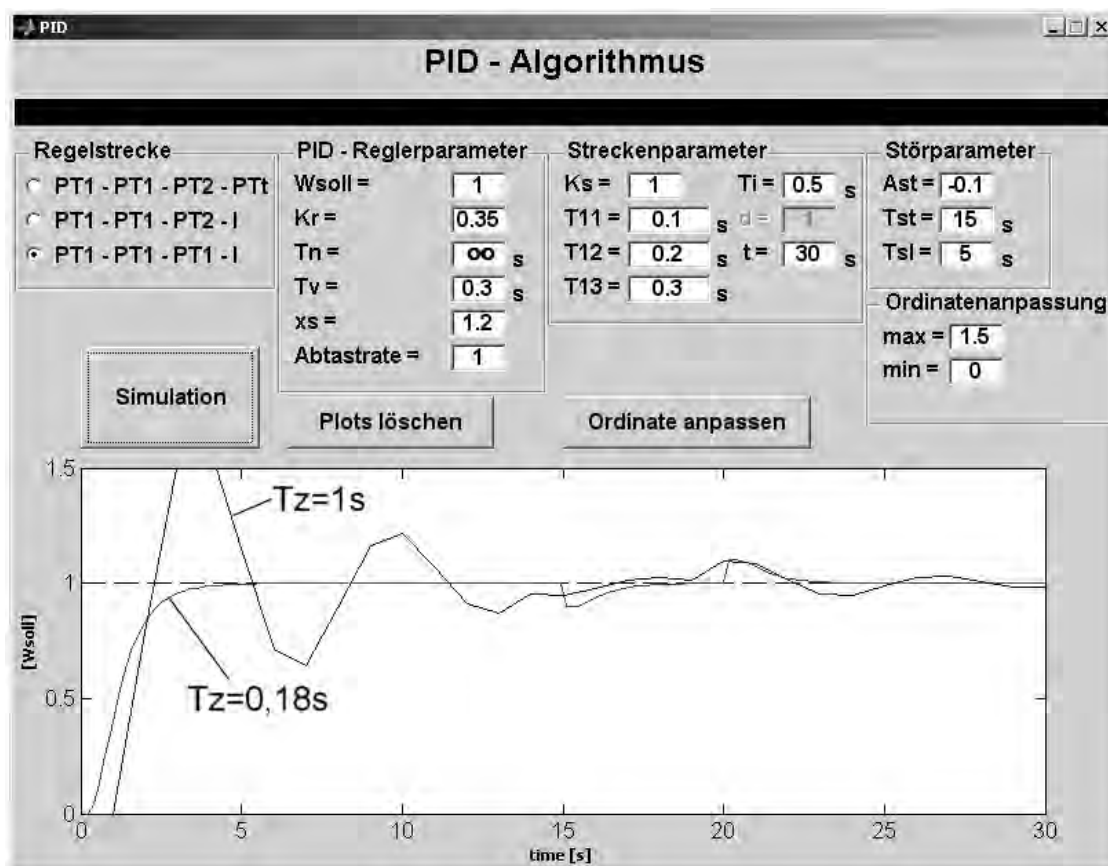 PID
PID - Algorithmus
Regelstrecke
PT1 - PT1 - PT2 - PTt
PT1 - PT1 - PT2 - I
PT1 - PT1 - PT1 - I
PID - Reglerparameter
Wsoll = 1
Kr = 0.35
Tn = ∞ s
Tv = 0.3 s
xs = 1.2
Abtastrate = 1
Streckenparameter
Ks = 1 Ti = 0.5 s
T11 = 0.1 s d = 1
T12 = 0.2 s t = 30 s
T13 = 0.3 s
Störparameter
Ast = -0.1
Tst = 15 s
Tsl = 5 s
Ordinatenanpassung
max = 1.5
min = 0
Simulation
Plots löschen
Ordinate anpassen
1.5
1
0.5
0
[Wsoll]
Tz=1s
Tz=0,18s
0 5 10 15 20 25 30
time [s]